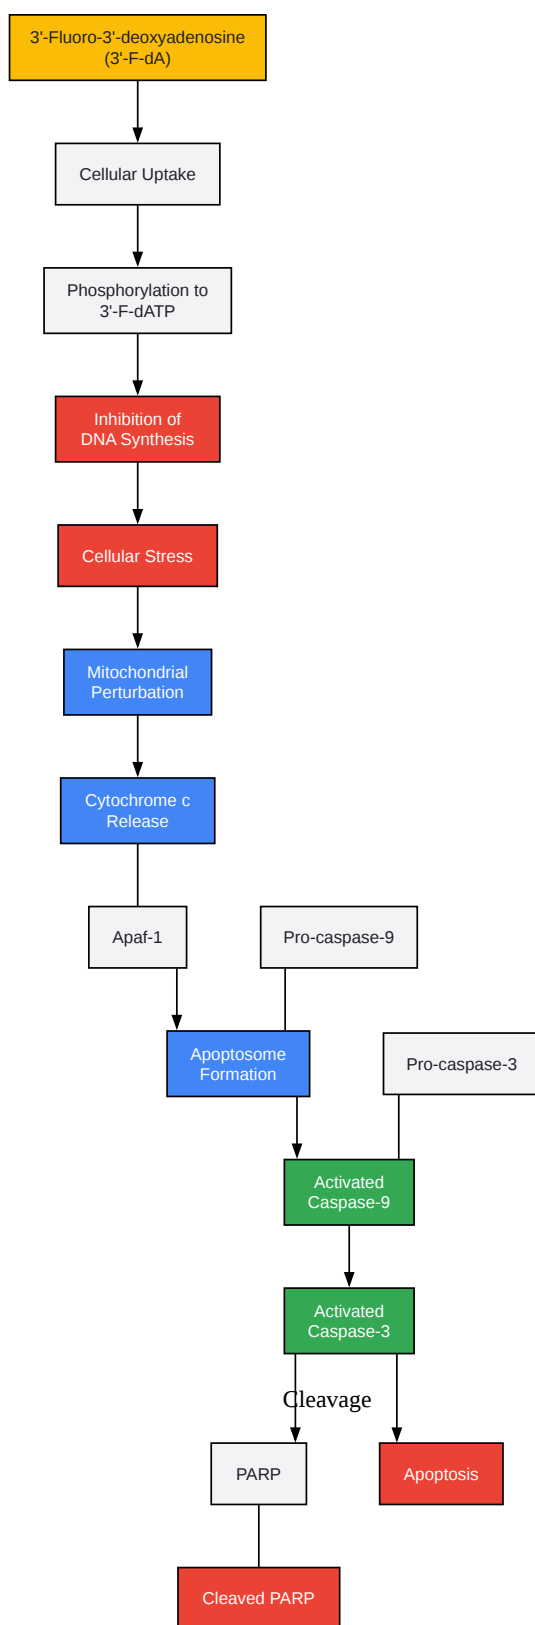 3'-Fluoro-3'-deoxyadenosine
(3'-F-dA)
Cellular Uptake
Phosphorylation to
3'-F-dATP
Inhibition of
DNA Synthesis
Cellular Stress
Mitochondrial
Perturbation
Cytochrome c
Release
Apaf-1
Pro-caspase-9
Apoptosome
Formation
Pro-caspase-3
Activated
Caspase-9
Activated
Caspase-3
Cleavage
PARP
Apoptosis
Cleaved PARP